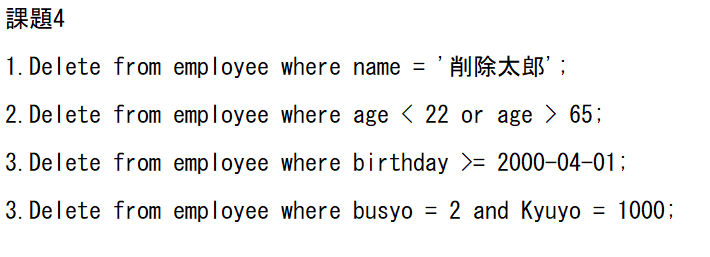 課題4
1.Delete from employee where name = '削除太郎';
2.Delete from employee where age < 22 or age > 65;
3.Delete from employee where birthday >= 2000-04-01;
3.Delete from employee where busyo = 2 and Kyuyo = 1000;